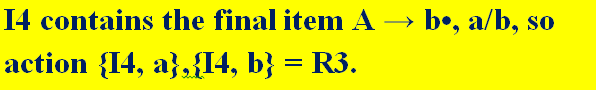 I4 contains the final item A → b•, a/b, so
action {I4, a},{I4, b} = R3.